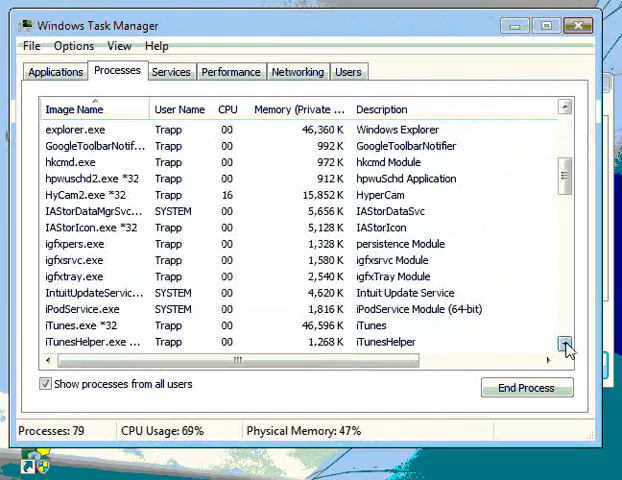 Windows Task Manager
File Options View Help
Applications Processes Services Performance Networking Users
Image Name User Name CPU Memory (Private ... Description
explorer.exe Trapp 00 46,360 K Windows Explorer
GoogleToolbarNotif... Trapp 00 992 K GoogleToolbarNotifier
hkcmd.exe Trapp 00 972 K hkcmd Module
hpwuschd2.exe *32 Trapp 00 912 K hpwuSchd Application
HyCam2.exe *32 Trapp 16 15,852 K HyperCam
IAStorDataMgrSvc... SYSTEM 00 5,656 K IAStorDataSvc
IAStorIcon.exe *32 Trapp 00 5,128 K IAStorIcon
igfxpers.exe Trapp 00 1,328 K persistence Module
igfxsrvc.exe Trapp 00 1,580 K igfxsrvc Module
igfxtray.exe Trapp 00 2,540 K igfxTray Module
IntuitUpdateServic... SYSTEM 00 4,620 K Intuit Update Service
iPodService.exe SYSTEM 00 1,816 K iPodService Module (64-bit)
iTunes.exe *32 Trapp 00 46,596 K iTunes
iTunesHelper.exe ... Trapp 00 1,268 K iTunesHelper
Show processes from all users
End Process
Processes: 79 CPU Usage: 69% Physical Memory: 47%